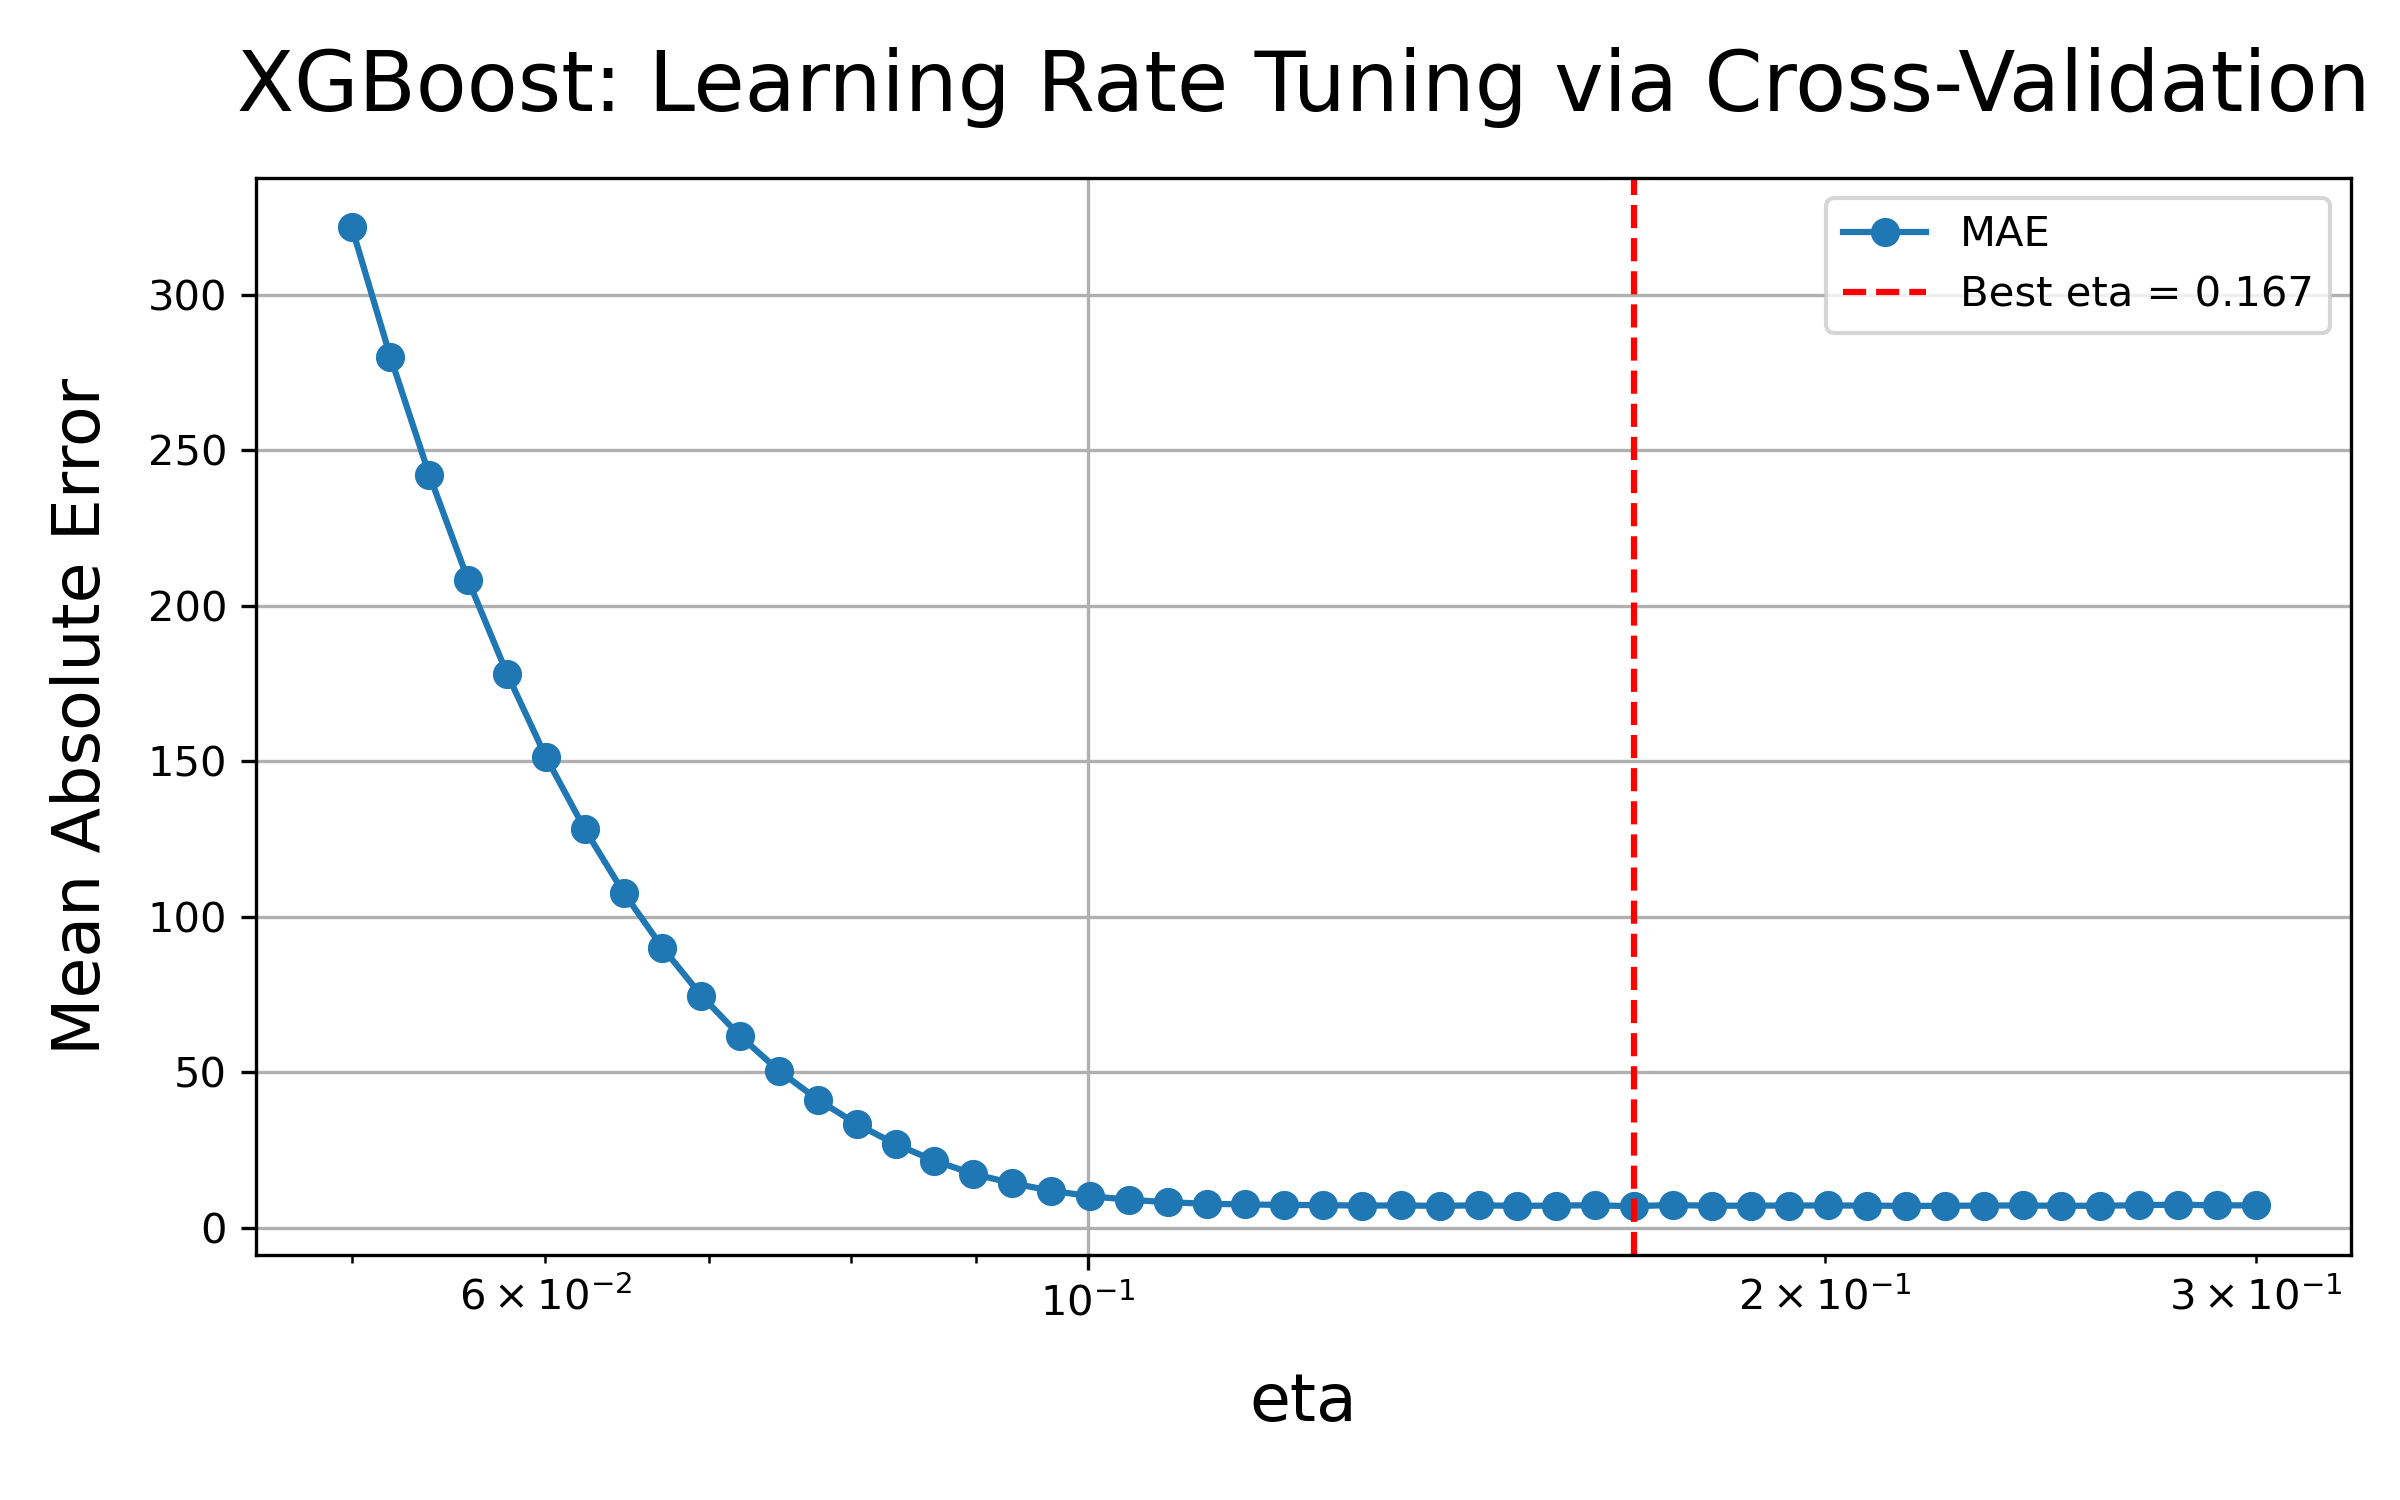 XGBoost: Learning Rate Tuning via Cross-Validation
MAE
Best eta = 0.167
Mean Absolute Error
300
250
200
150
100
50
0
6 × 10⁻²
10⁻¹
2 × 10⁻¹
3 × 10⁻¹
eta